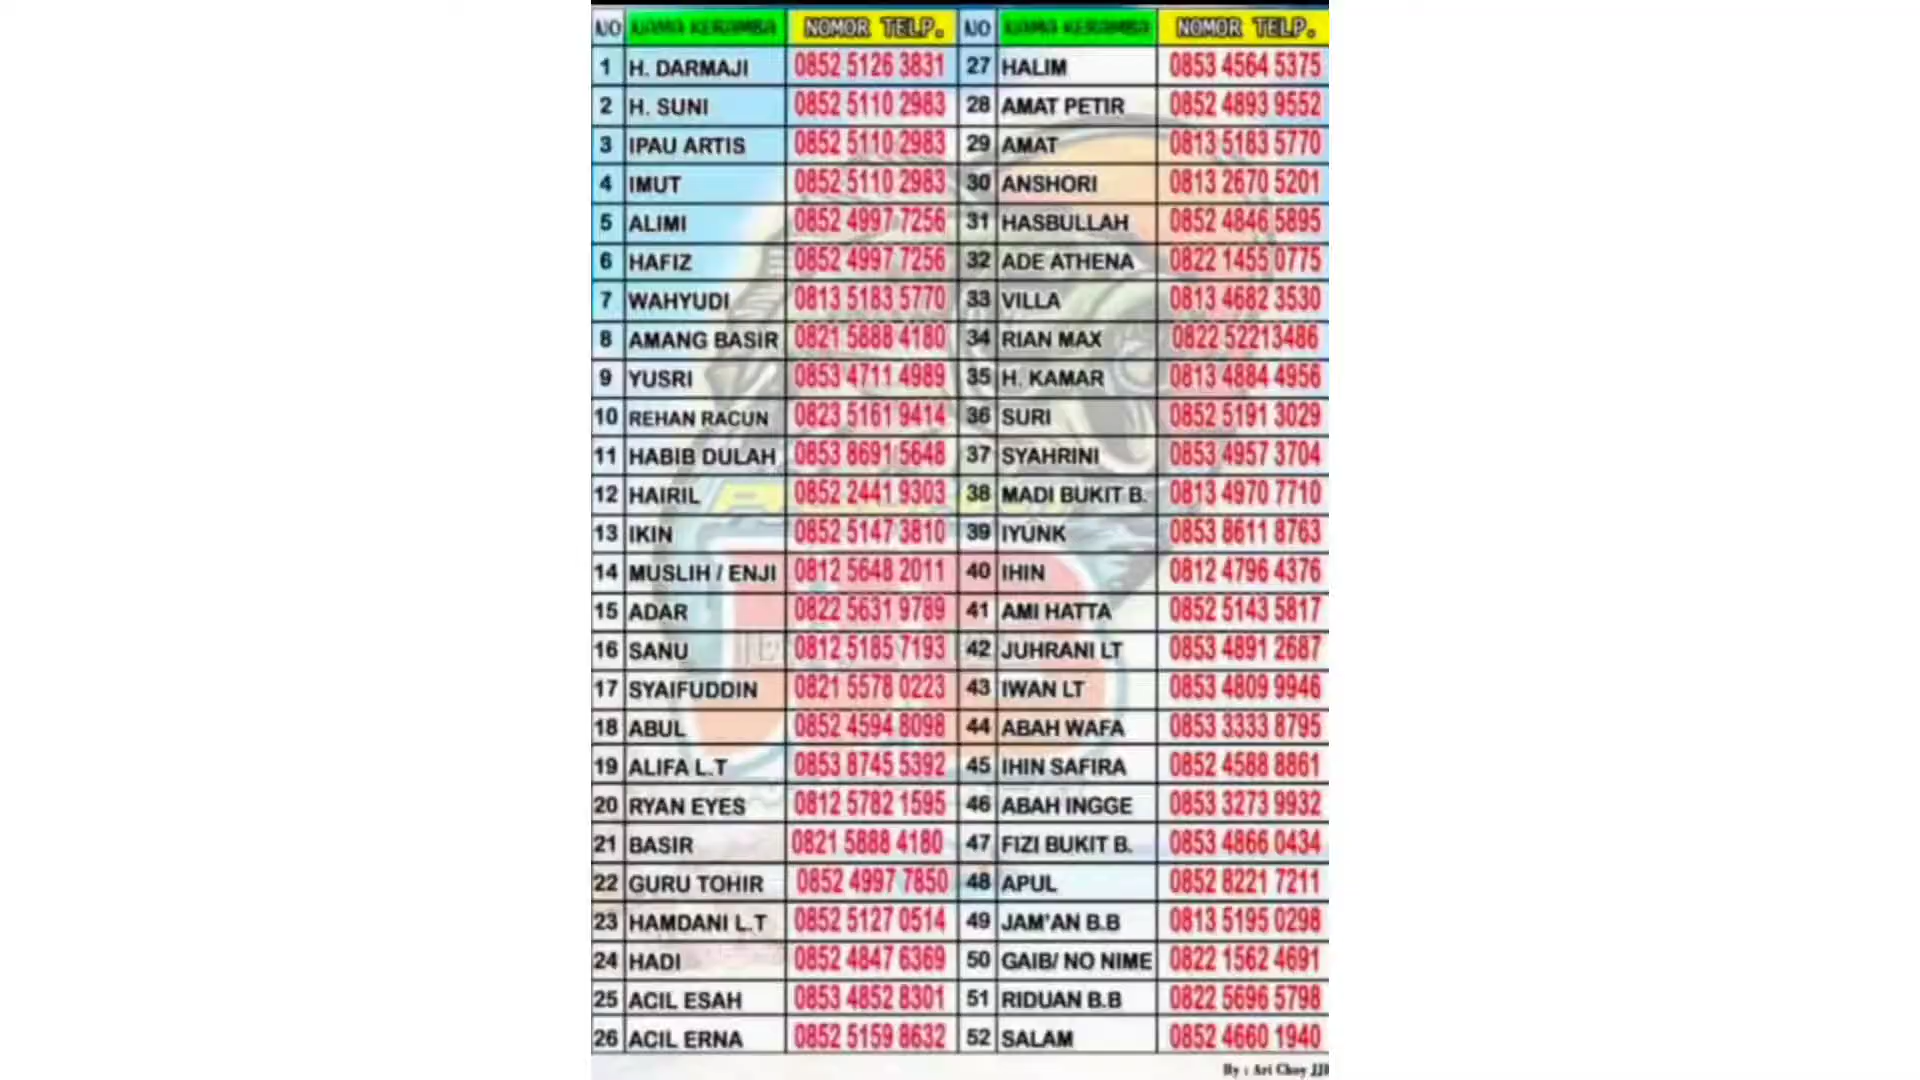 NO NAMA KERAMBA NOMOR TELP. NO NAMA KERAMBA NOMOR TELP.
1 H. DARMAJI 0852 5126 3831 27 HALIM 0853 4564 5375
2 H. SUNI 0852 5110 2983 28 AMAT PETIR 0852 4893 9552
3 IPAU ARTIS 0852 5110 2983 29 AMAT 0813 5183 5770
4 IMUT 0852 5110 2983 30 ANSHORI 0813 2670 5201
5 ALIMI 0852 4997 7256 31 HASBULLAH 0852 4846 5895
6 HAFIZ 0852 4997 7256 32 ADE ATHENA 0822 1455 0775
7 WAHYUDI 0813 5183 5770 33 VILLA 0813 4682 3530
8 AMANG BASIR 0821 5888 4180 34 RIAN MAX 0822 52213486
9 YUSRI 0853 4711 4989 35 H. KAMAR 0813 4884 4956
10 REHAN RACUN 0823 5161 9414 36 SURI 0852 5191 3029
11 HABIB DULAH 0853 8691 5648 37 SYAHRINI 0853 4957 3704
12 HAIRIL 0852 2441 9303 38 MADI BUKIT B. 0813 4970 7710
13 IKIN 0852 5147 3810 39 IYUNK 0853 8611 8763
14 MUSLIH / ENJI 0812 5648 2011 40 IHIN 0812 4796 4376
15 ADAR 0822 5631 9789 41 AMI HATTA 0852 5143 5817
16 SANU 0812 5185 7193 42 JUHRANI LT 0853 4891 2687
17 SYAIFUDDIN 0821 5578 0223 43 IWAN LT 0853 4809 9946
18 ABUL 0852 4594 8098 44 ABAH WAFA 0853 3333 8795
19 ALIFA L.T 0853 8745 5392 45 IHIN SAFIRA 0852 4588 8861
20 RYAN EYES 0812 5782 1595 46 ABAH INGGE 0853 3273 9932
21 BASIR 0821 5888 4180 47 FIZI BUKIT B. 0853 4866 0434
22 GURU TOHIR 0852 4997 7850 48 APUL 0852 8221 7211
23 HAMDANI L.T 0852 5127 0514 49 JAM'AN B.B 0813 5195 0298
24 HADI 0852 4847 6369 50 GAIB/ NO NIME 0822 1562 4691
25 ACIL ESAH 0853 4852 8301 51 RIDUAN B.B 0822 5696 5798
26 ACIL ERNA 0852 5159 8632 52 SALAM 0852 4660 1940
By : Ari Choy